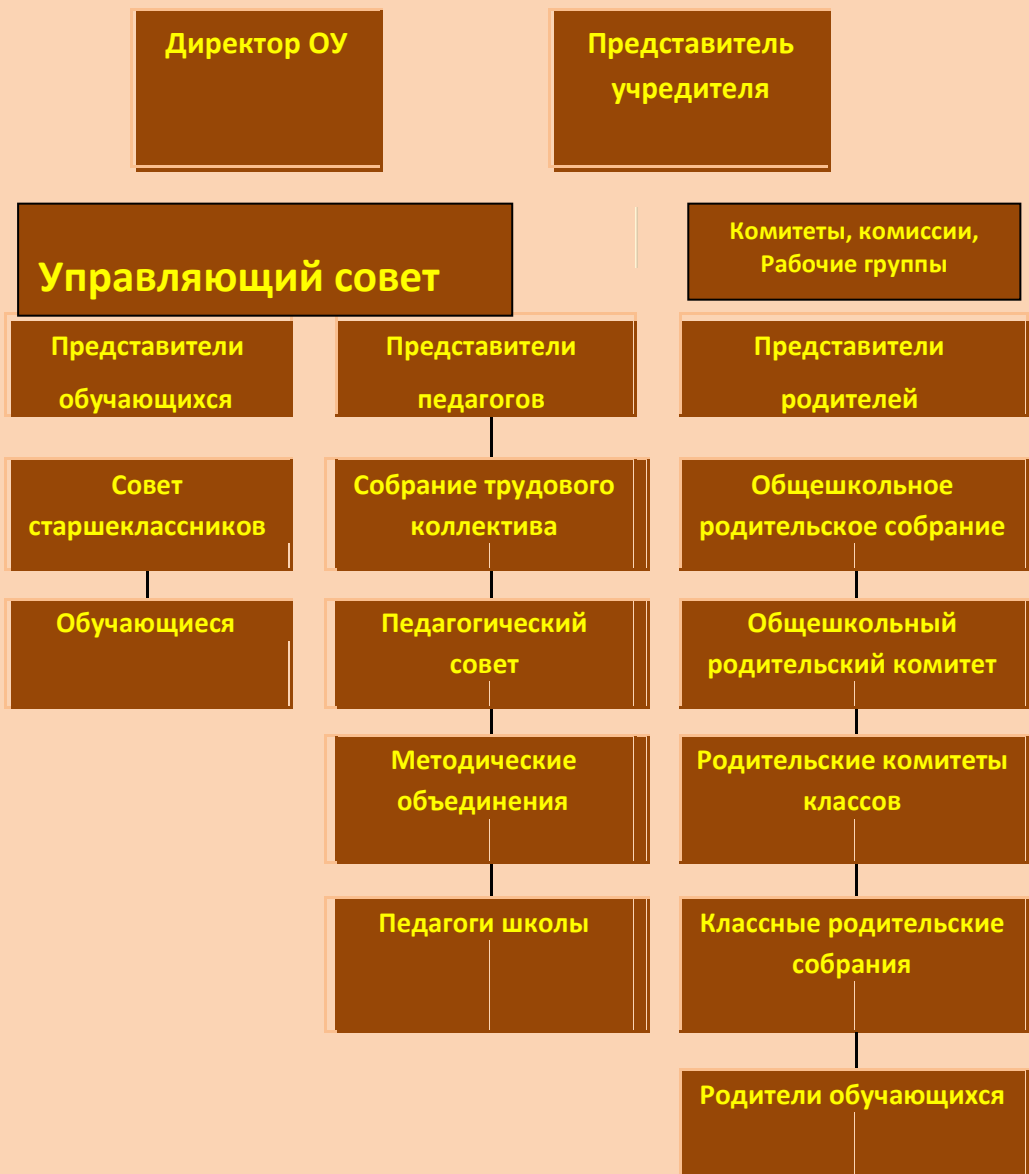 Директор ОУ
Представитель
учредителя
Управляющий совет
Комитеты, комиссии,
Рабочие группы
Представители
обучающихся
Представители
педагогов
Представители
родителей
Совет
старшеклассников
Собрание трудового
коллектива
Общешкольное
родительское собрание
Обучающиеся
Педагогический
совет
Общешкольный
родительский комитет
Методические
объединения
Родительские комитеты
классов
Педагоги школы
Классные родительские
собрания
Родители обучающихся